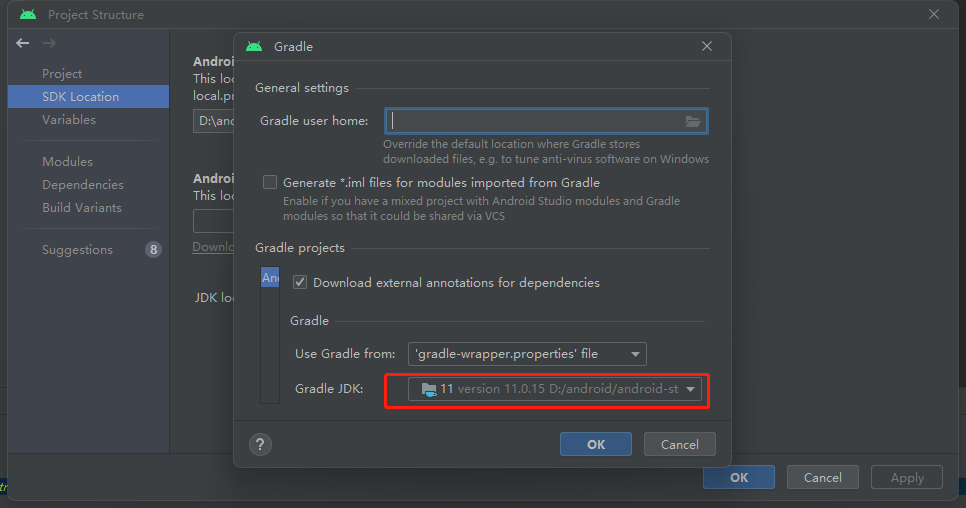 Project Structure
Gradle
Project
SDK Location
Variables
Modules
Dependencies
Build Variants
Suggestions
8
Android
This loc
local.pr
D:\and
Android
This loc
Downlo
JDK loc
General settings
Gradle user home:
Override the default location where Gradle stores
downloaded files, e.g. to tune anti-virus software on Windows
Generate *.iml files for modules imported from Gradle
Enable if you have a mixed project with Android Studio modules and Gradle
modules so that it could be shared via VCS
Gradle projects
And
Download external annotations for dependencies
Gradle
Use Gradle from:
'gradle-wrapper.properties' file
Gradle JDK:
11 version 11.0.15 D:/android/android-st
?
OK
Cancel
OK
Cancel
Apply